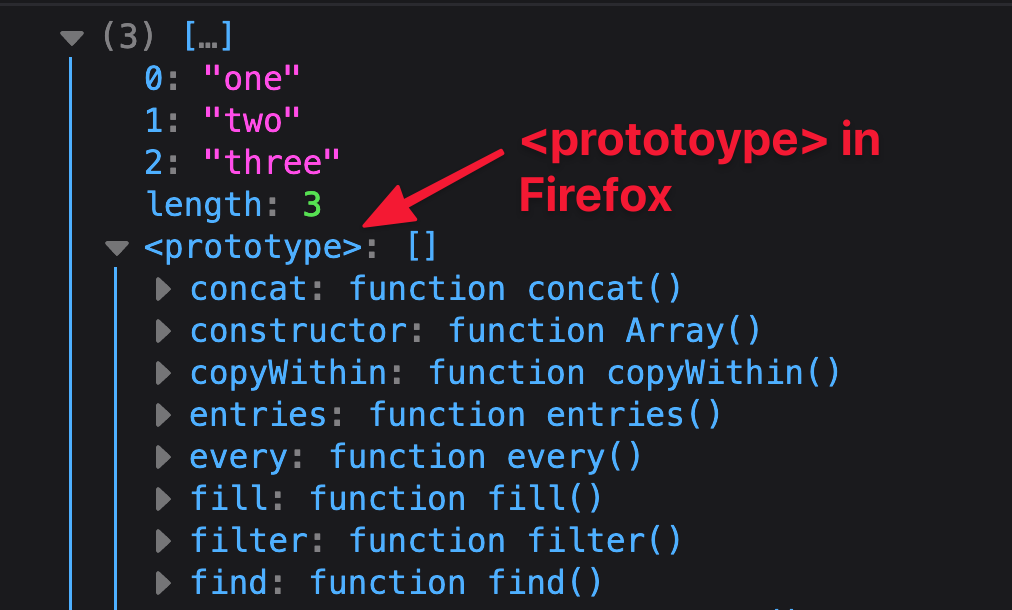 (3) […]
0: "one"
1: "two"
2: "three"
length: 3
<prototoype> in
Firefox
<prototype>: []
concat: function concat()
constructor: function Array()
copyWithin: function copyWithin()
entries: function entries()
every: function every()
fill: function fill()
filter: function filter()
find: function find()